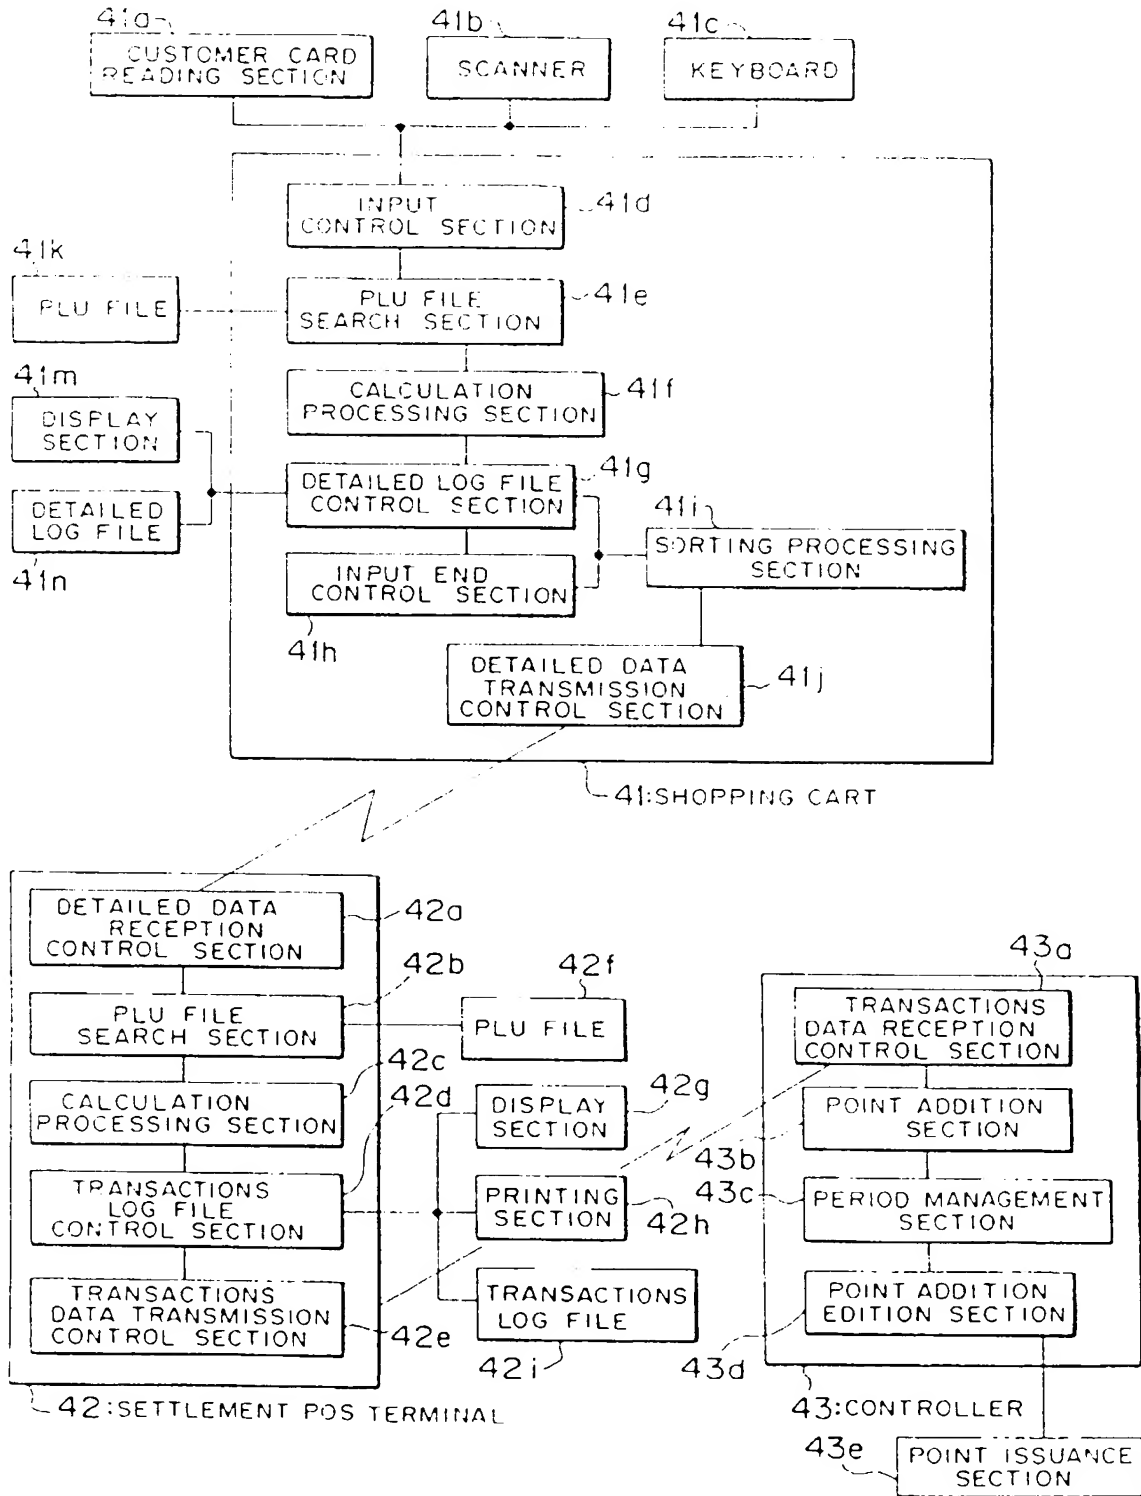 41a
41b
41c
CUSTOMER CARD
READING SECTION
SCANNER
KEYBOARD
INPUT
CONTROL SECTION
41d
41k
PLU FILE
PLU FILE
SEARCH SECTION
41e
41m
DISPLAY
SECTION
CALCULATION
PROCESSING SECTION
41f
DETAILED LOG FILE
CONTROL SECTION
41g
DETAILED
LOG FILE
41n
41i
SORTING PROCESSING
SECTION
INPUT END
CONTROL SECTION
41h
DETAILED DATA
TRANSMISSION
CONTROL SECTION
41j
41:SHOPPING CART
DETAILED DATA
RECEPTION
CONTROL SECTION
42a
42b
PLU FILE
SEARCH SECTION
42f
PLU FILE
42c
CALCULATION
PROCESSING SECTION
42d
DISPLAY
SECTION
42g
TRANSACTIONS
LOG FILE
CONTROL SECTION
PRINTING
SECTION
42h
TRANSACTIONS
DATA TRANSMISSION
CONTROL SECTION
42e
TRANSACTIONS
LOG FILE
42i
42:SETTLEMENT POS TERMINAL
43a
TRANSACTIONS
DATA RECEPTION
CONTROL SECTION
POINT ADDITION
SECTION
43b
43c
PERIOD MANAGEMENT
SECTION
POINT ADDITION
EDITION SECTION
43d
43:CONTROLLER
43e
POINT ISSUANCE
SECTION